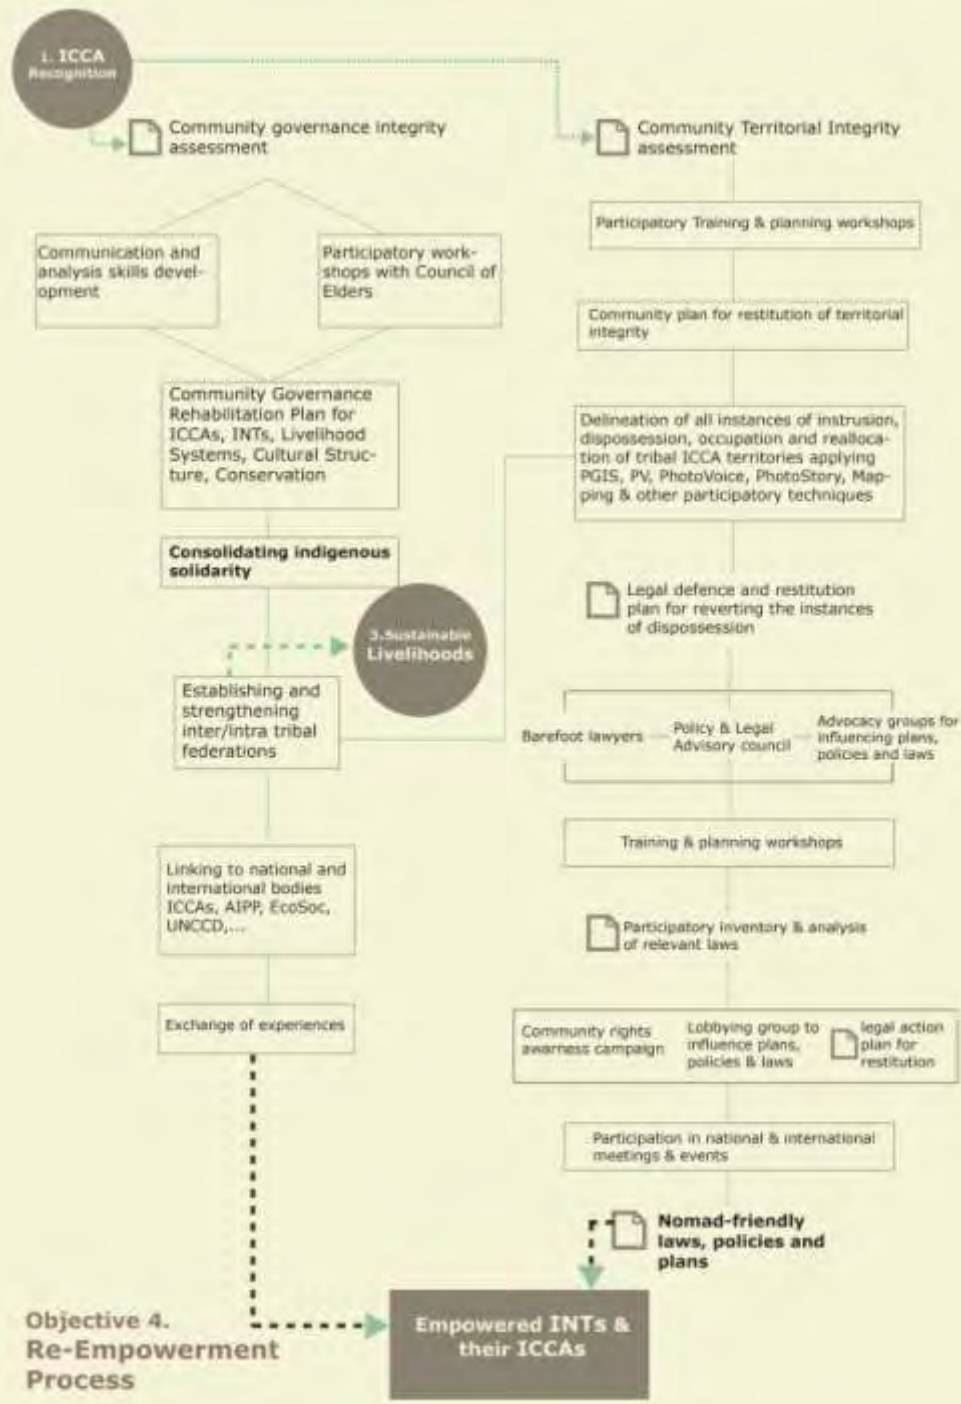 1. ICCA
Recognition
Community governance integrity
assessment
Communication and
analysis skills devel-
opment
Participatory work-
shops with Council of
Elders
Community Governance
Rehabilitation Plan for
ICCAs, INTs, Livelihood
Systems, Cultural Struc-
ture, Conservation
Consolidating indigenous
solidarity
3.Sustainable
Livelihoods
Establishing and
strengthening
inter/intra tribal
federations
Linking to national and
international bodies
ICCAs, AIPP, EcoSoc,
UNCCD,...
Exchange of experiences
Community Territorial Integrity
assessment
Participatory Training & planning workshops
Community plan for restitution of territorial
integrity
Delineation of all instances of instrusion,
dispossession, occupation and realloca-
tion of tribal ICCA territories applying
PGIS, PV, PhotoVoice, PhotoStory, Map-
ping & other participatory techniques
Legal defence and restitution
plan for reverting the instances
of dispossession
Barefoot lawyers
Policy & Legal
Advisory council
Advocacy groups for
influencing plans,
policies and laws
Training & planning workshops
Participatory inventory & analysis
of relevant laws
Community rights
awarness campaign
Lobbying group to
influence plans,
policies & laws
legal action
plan for
restitution
Participation in national & international
meetings & events
Nomad-friendly
laws, policies and
plans
Empowered INTs &
their ICCAs
Objective 4.
Re-Empowerment
Process